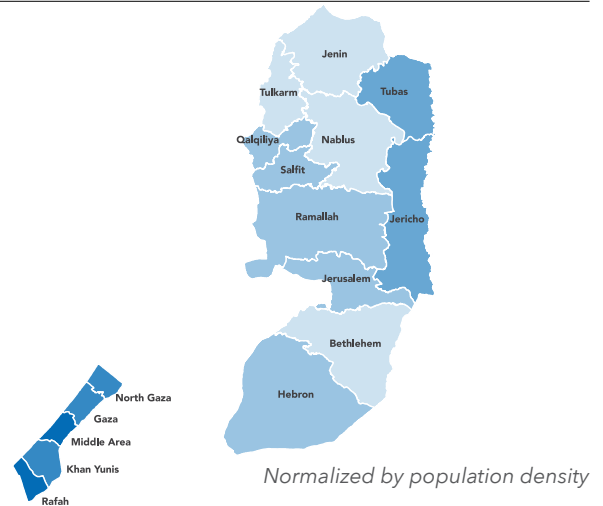 Jenin
Tubas
Tulkarm
Qalqiliya
Nablus
Salfit
Ramallah
Jericho
Jerusalem
Bethlehem
Hebron
North Gaza
Gaza
Middle Area
Khan Yunis
Rafah
Normalized by population density